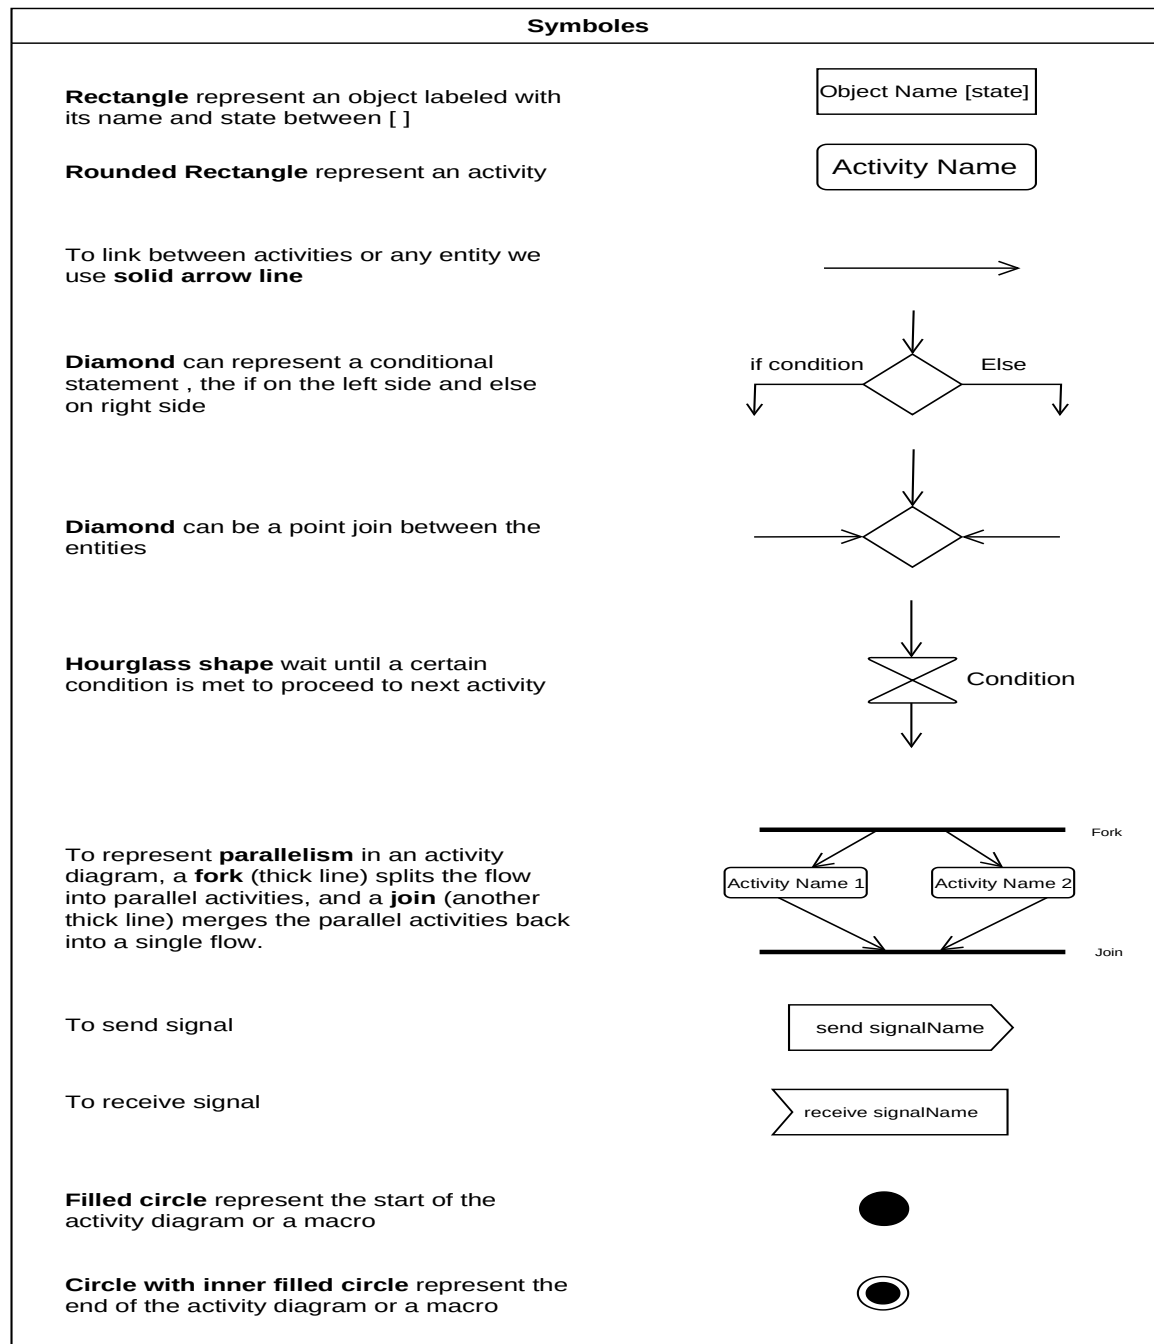 Symboles
Rectangle represent an object labeled with
its name and state between [ ]
Object Name [state]
Rounded Rectangle represent an activity
Activity Name
To link between activities or any entity we
use solid arrow line
Diamond can represent a conditional
statement , the if on the left side and else
on right side
if condition
Else
Diamond can be a point join between the
entities
Hourglass shape wait until a certain
condition is met to proceed to next activity
Condition
To represent parallelism in an activity
diagram, a fork (thick line) splits the flow
into parallel activities, and a join (another
thick line) merges the parallel activities back
into a single flow.
Fork
Activity Name 1
Activity Name 2
Join
To send signal
send signalName
To receive signal
receive signalName
Filled circle represent the start of the
activity diagram or a macro
Circle with inner filled circle represent the
end of the activity diagram or a macro